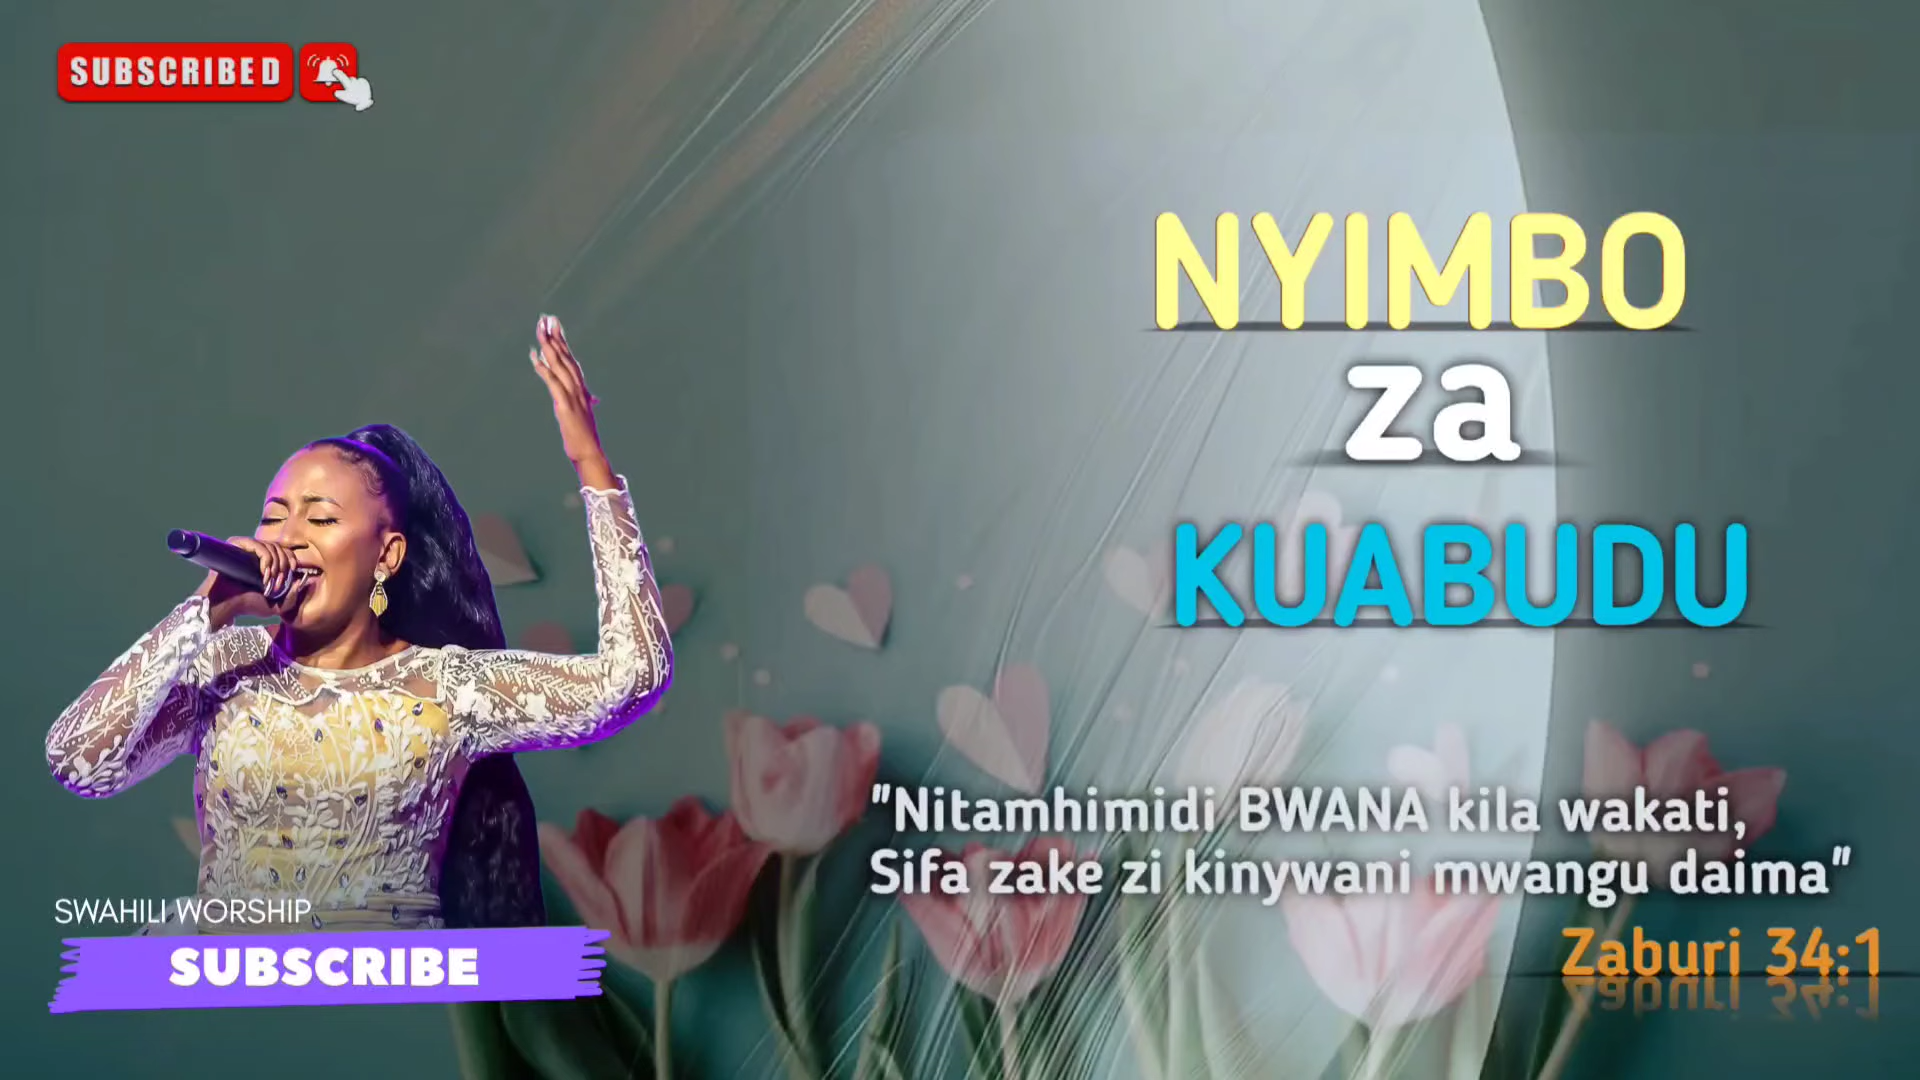 SUBSCRIBED
NYIMBO
za
KUABUDU
"Nitamhimidi BWANA kila wakati,
Sifa zake zi kinywani mwangu daima"
Zaburi 34:1
SWAHILI WORSHIP
SUBSCRIBE